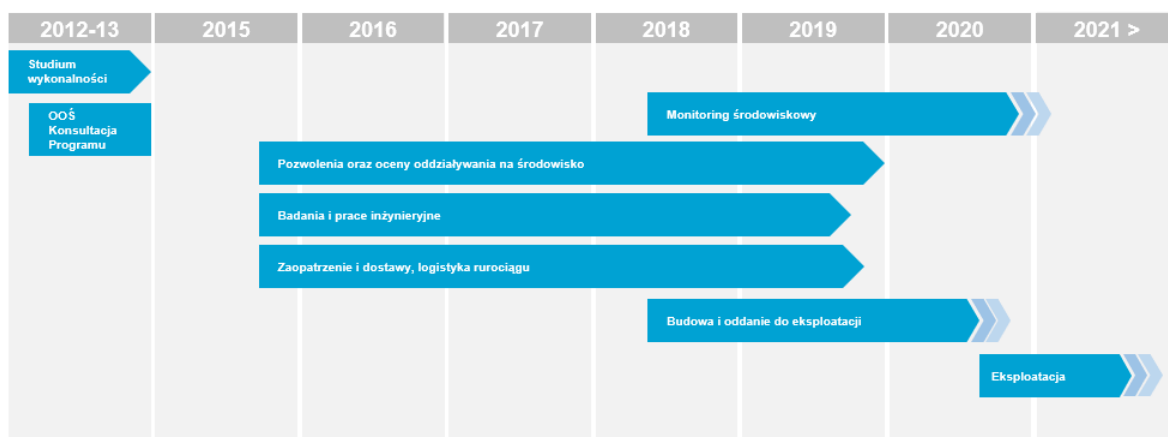 2012-13 2015 2016 2017 2018 2019 2020 2021 >
Studium
wykonalności
OOŚ
Konsultacja
Programu
Monitoring środowiskowy
Pozwolenia oraz oceny oddziaływania na środowisko
Badania i prace inżynieryjne
Zaopatrzenie i dostawy, logistyka rurociągu
Budowa i oddanie do eksploatacji
Eksploatacja